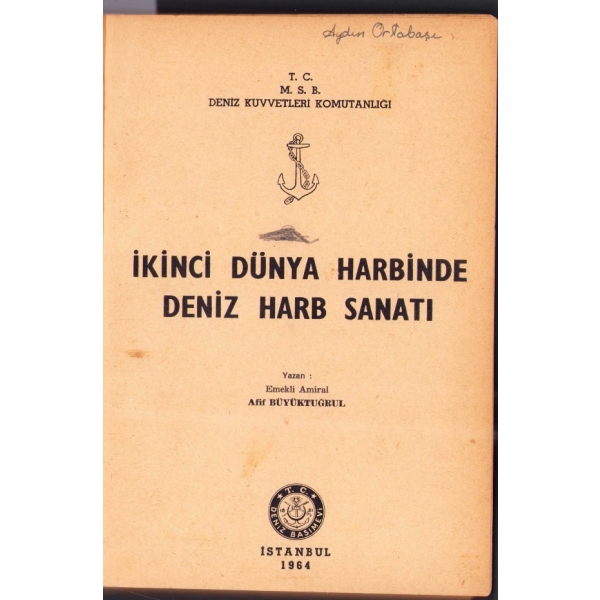 Aydın Ortabaşı
T. C.
M. S. B.
DENİZ KUVVETLERİ KOMUTANLIĞI
İKİNCİ DÜNYA HARBİNDE
DENİZ HARB SANATI
Yazan :
Emekli Amiral
Afif BÜYÜKTUĞRUL
T. C.
DENİZ BASIMEVİ
İSTANBUL
1964